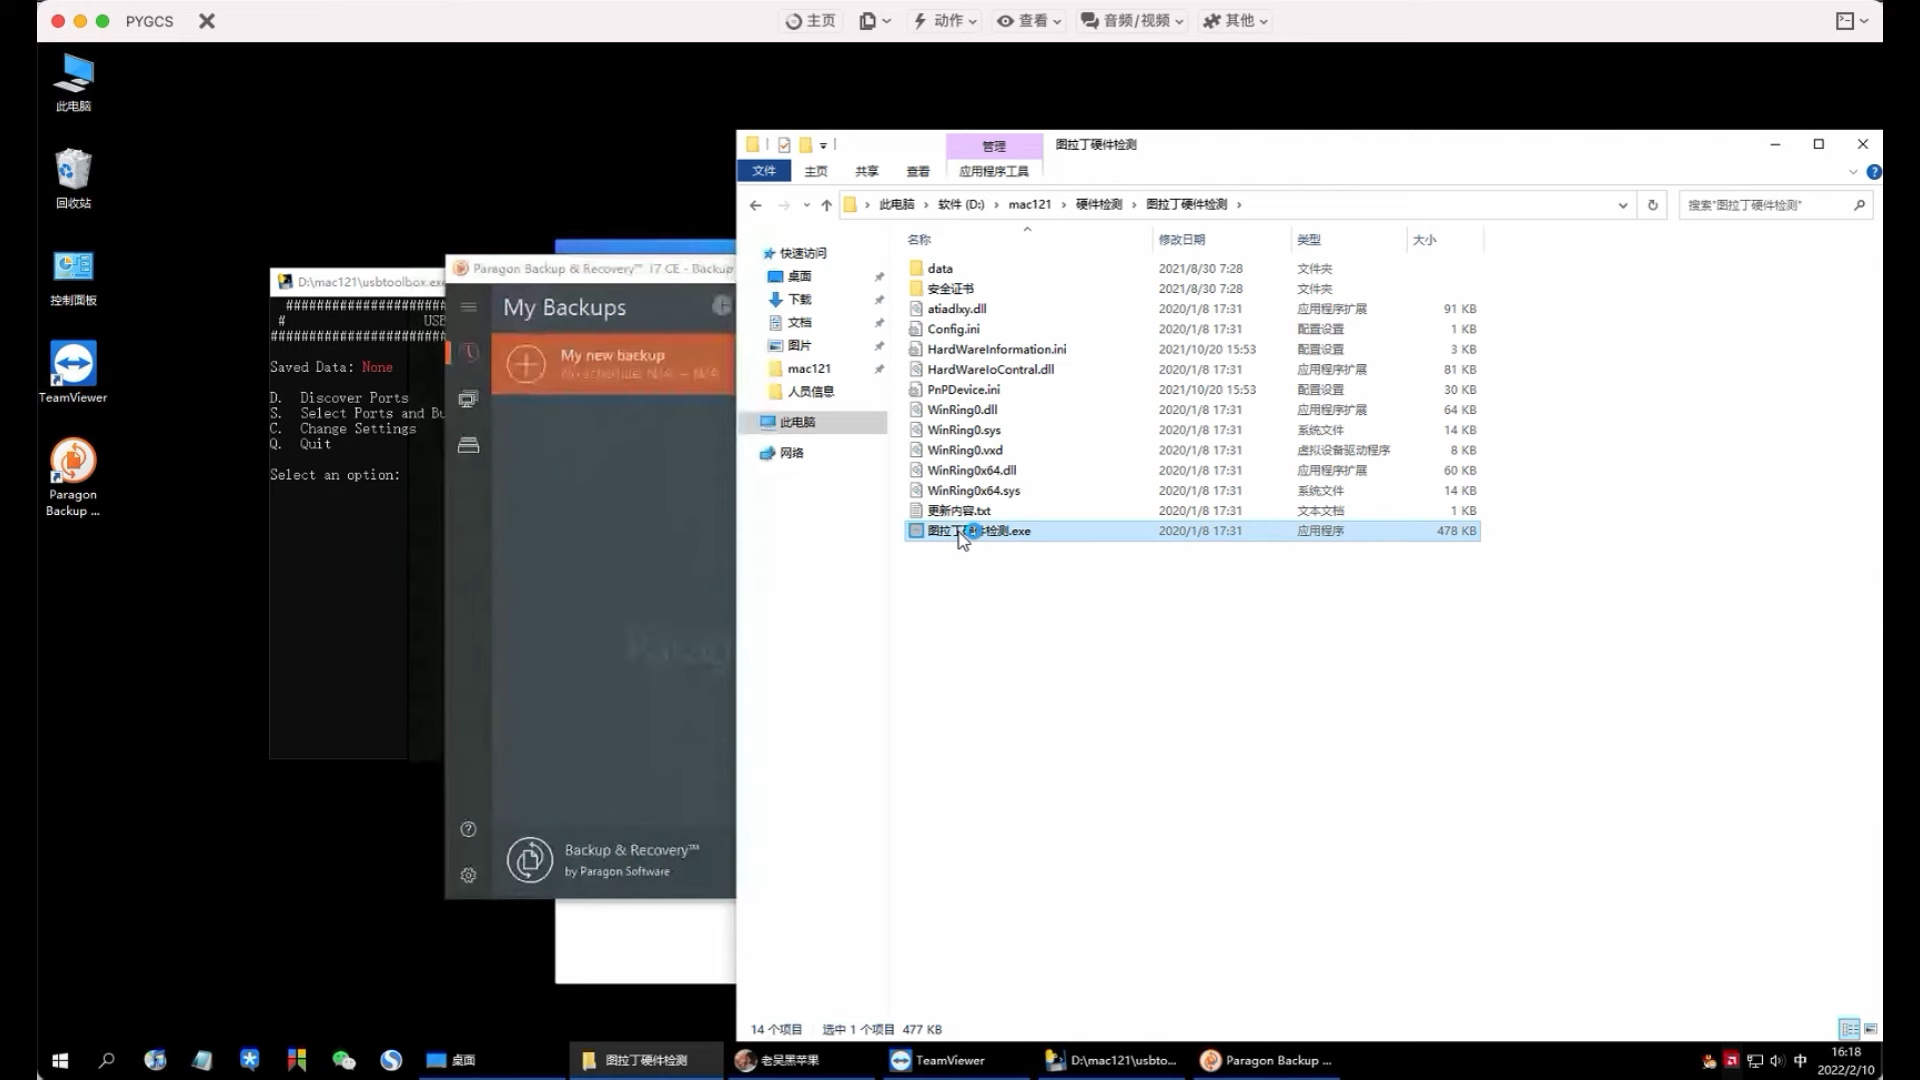 PYGCS
主页
动作
查看
音频/视频
其他
此电脑
回收站
控制面板
TeamViewer
Paragon
Backup ...
D:\mac121\usbtoolbox.exe
#####################
# USB
#######################
Saved Data: None
D. Discover Ports
S. Select Ports and Bu
C. Change Settings
Q. Quit
Select an option:
Paragon Backup & Recovery™ 17 CE - Backup
My Backups
My new backup
no schedule, N/A — N/A
Backup & Recovery™
by Paragon Software
管理
图拉丁硬件检测
文件
主页
共享
查看
应用程序工具
此电脑 › 软件 (D:) › mac121 › 硬件检测 › 图拉丁硬件检测 ›
搜索"图拉丁硬件检测"
快速访问
桌面
下载
文档
图片
mac121
人员信息
此电脑
网络
名称 修改日期 类型 大小
data 2021/8/30 7:28 文件夹
安全证书 2021/8/30 7:28 文件夹
atiadlxy.dll 2020/1/8 17:31 应用程序扩展 91 KB
Config.ini 2020/1/8 17:31 配置设置 1 KB
HardWareInformation.ini 2021/10/20 15:53 配置设置 3 KB
HardWareIoContral.dll 2020/1/8 17:31 应用程序扩展 81 KB
PnPDevice.ini 2021/10/20 15:53 配置设置 30 KB
WinRing0.dll 2020/1/8 17:31 应用程序扩展 64 KB
WinRing0.sys 2020/1/8 17:31 系统文件 14 KB
WinRing0.vxd 2020/1/8 17:31 虚拟设备驱动程序 8 KB
WinRing0x64.dll 2020/1/8 17:31 应用程序扩展 60 KB
WinRing0x64.sys 2020/1/8 17:31 系统文件 14 KB
更新内容.txt 2020/1/8 17:31 文本文档 1 KB
图拉丁硬件检测.exe 2020/1/8 17:31 应用程序 478 KB
14 个项目 选中 1 个项目 477 KB
桌面
图拉丁硬件检测
老吴黑苹果
TeamViewer
D:\mac121\usbto...
Paragon Backup ...
中
16:18
2022/2/10